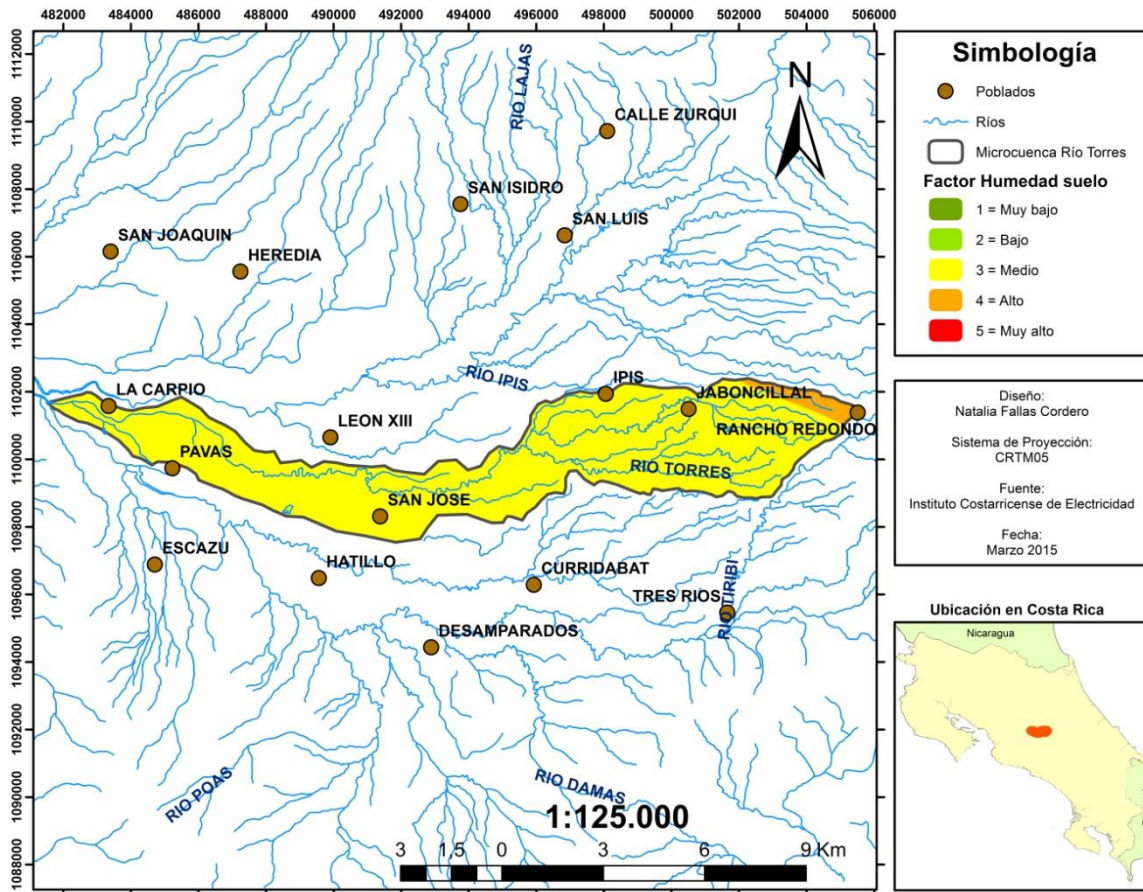 482000 484000 486000 488000 490000 492000 494000 496000 498000 500000 502000 504000 506000
1112000
1110000
1108000
1106000
1104000
1102000
1100000
1098000
1096000
1094000
1092000
1090000
1088000
RIO LAJAS
N
CALLE ZURQUI
SAN ISIDRO
SAN LUIS
SAN JOAQUIN
HEREDIA
RIO IPIS
IPIS
LA CARPIO
JABONCILLAL
LEON XIII
RANCHO REDONDO
PAVAS
RIO TORRES
SAN JOSE
ESCAZU
HATILLO
CURRIDABAT
TRES RIOS
RIO TIRIBI
DESAMPARADOS
RIO POAS
RIO DAMAS
1:125.000
3 1,5 0 3 6 9 Km
Simbología
Poblados
Ríos
Microcuenca Río Torres
Factor Humedad suelo
1 = Muy bajo
2 = Bajo
3 = Medio
4 = Alto
5 = Muy alto
Diseño:
Natalia Fallas Cordero
Sistema de Proyección:
CRTM05
Fuente:
Instituto Costarricense de Electricidad
Fecha:
Marzo 2015
Ubicación en Costa Rica
Nicaragua